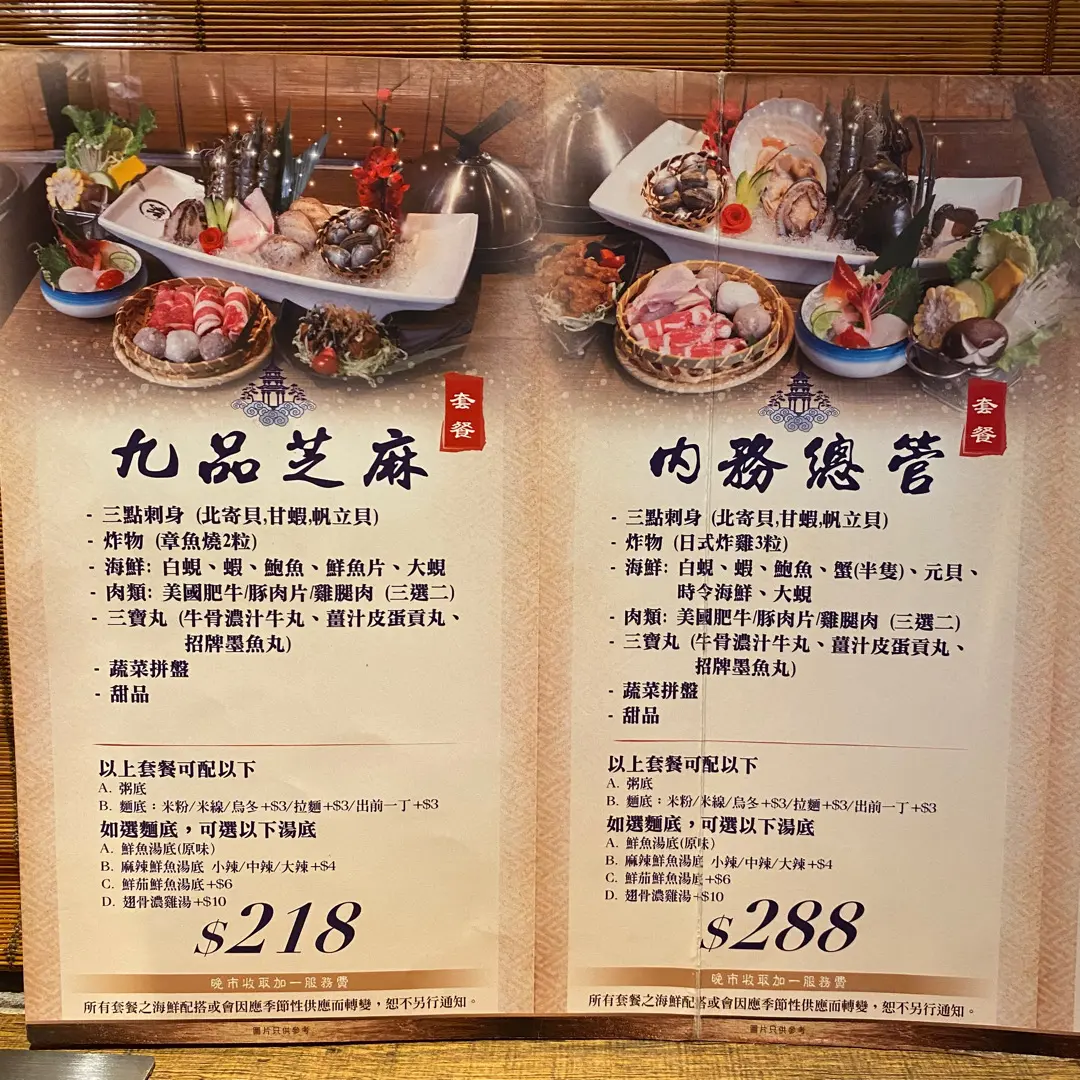 套餐
九品芝麻
- 三點刺身 (北寄貝,甘蝦,帆立貝)
- 炸物 (章魚燒2粒)
- 海鮮: 白蜆、蝦、鮑魚、鮮魚片、大蜆
- 肉類: 美國肥牛/豚肉片/雞腿肉 (三選二)
- 三寶丸 (牛骨濃汁牛丸、薑汁皮蛋貢丸、
招牌墨魚丸)
- 蔬菜拼盤
- 甜品
以上套餐可配以下
A. 粥底
B. 麵底：米粉/米線/烏冬+$3/拉麵+$3/出前一丁+$3
如選麵底，可選以下湯底
A. 鮮魚湯底(原味)
B. 麻辣鮮魚湯底 小辣/中辣/大辣+$4
C. 鮮茄鮮魚湯底+$6
D. 翅骨濃雞湯+$10
$218
晚市收取加一服務費
所有套餐之海鮮配搭或會因應季節性供應而轉變，恕不另行通知。
圖片只供參考
套餐
內務總管
- 三點刺身 (北寄貝,甘蝦,帆立貝)
- 炸物 (日式炸雞3粒)
- 海鮮: 白蜆、蝦、鮑魚、蟹(半隻)、元貝、
時令海鮮、大蜆
- 肉類: 美國肥牛/豚肉片/雞腿肉 (三選二)
- 三寶丸 (牛骨濃汁牛丸、薑汁皮蛋貢丸、
招牌墨魚丸)
- 蔬菜拼盤
- 甜品
以上套餐可配以下
A. 粥底
B. 麵底：米粉/米線/烏冬+$3/拉麵+$3/出前一丁+$3
如選麵底，可選以下湯底
A. 鮮魚湯底(原味)
B. 麻辣鮮魚湯底 小辣/中辣/大辣+$4
C. 鮮茄鮮魚湯底+$6
D. 翅骨濃雞湯+$10
$288
晚市收取加一服務費
所有套餐之海鮮配搭或會因應季節性供應而轉變，恕不另行通知。
圖片只供參考